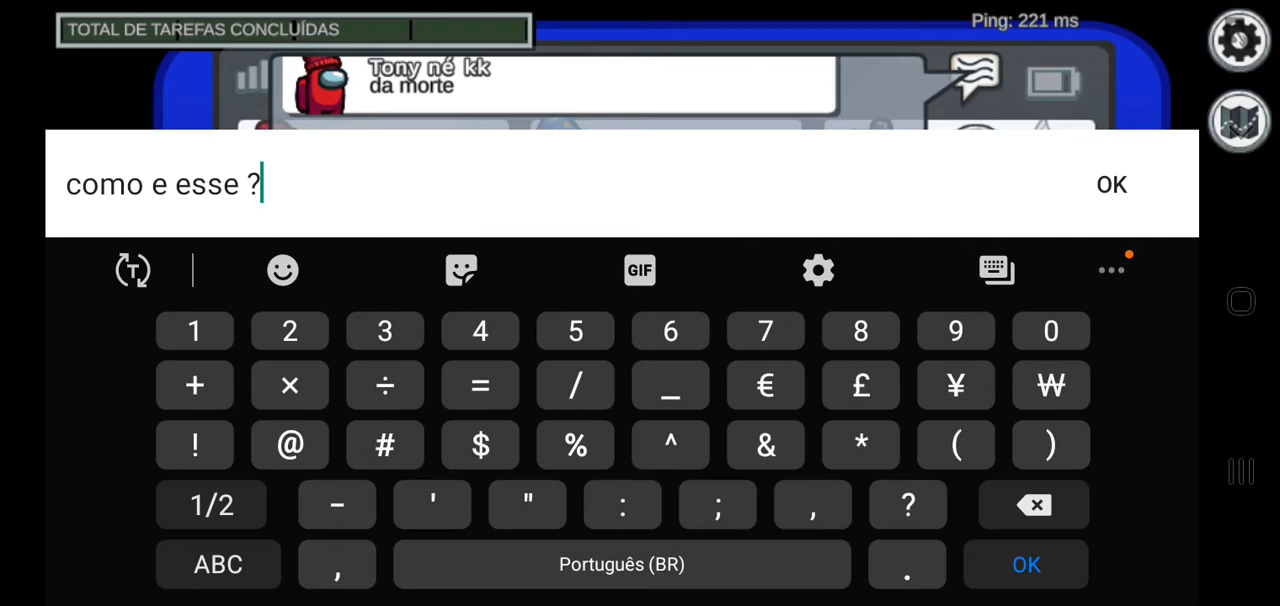 TOTAL DE TAREFAS CONCLUÍDAS
Ping: 221 ms
Tony né kk
da morte
como e esse ?
OK
GIF
1 2 3 4 5 6 7 8 9 0
+ × ÷ = / _ € £ ¥ ₩
! @ # $ % ^ & * ( )
1/2 - ' " : ; , ?
ABC , Português (BR) . OK